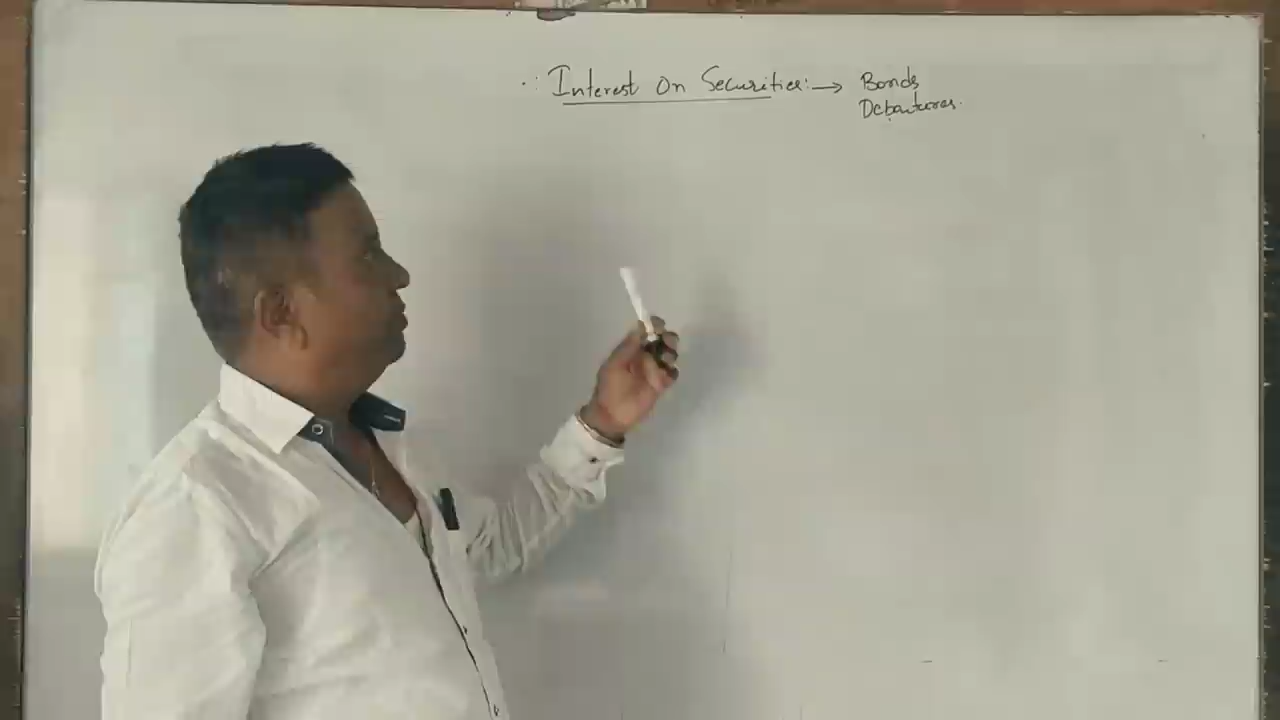 ∴ Interest On Securities:→ Bonds
Debentures.